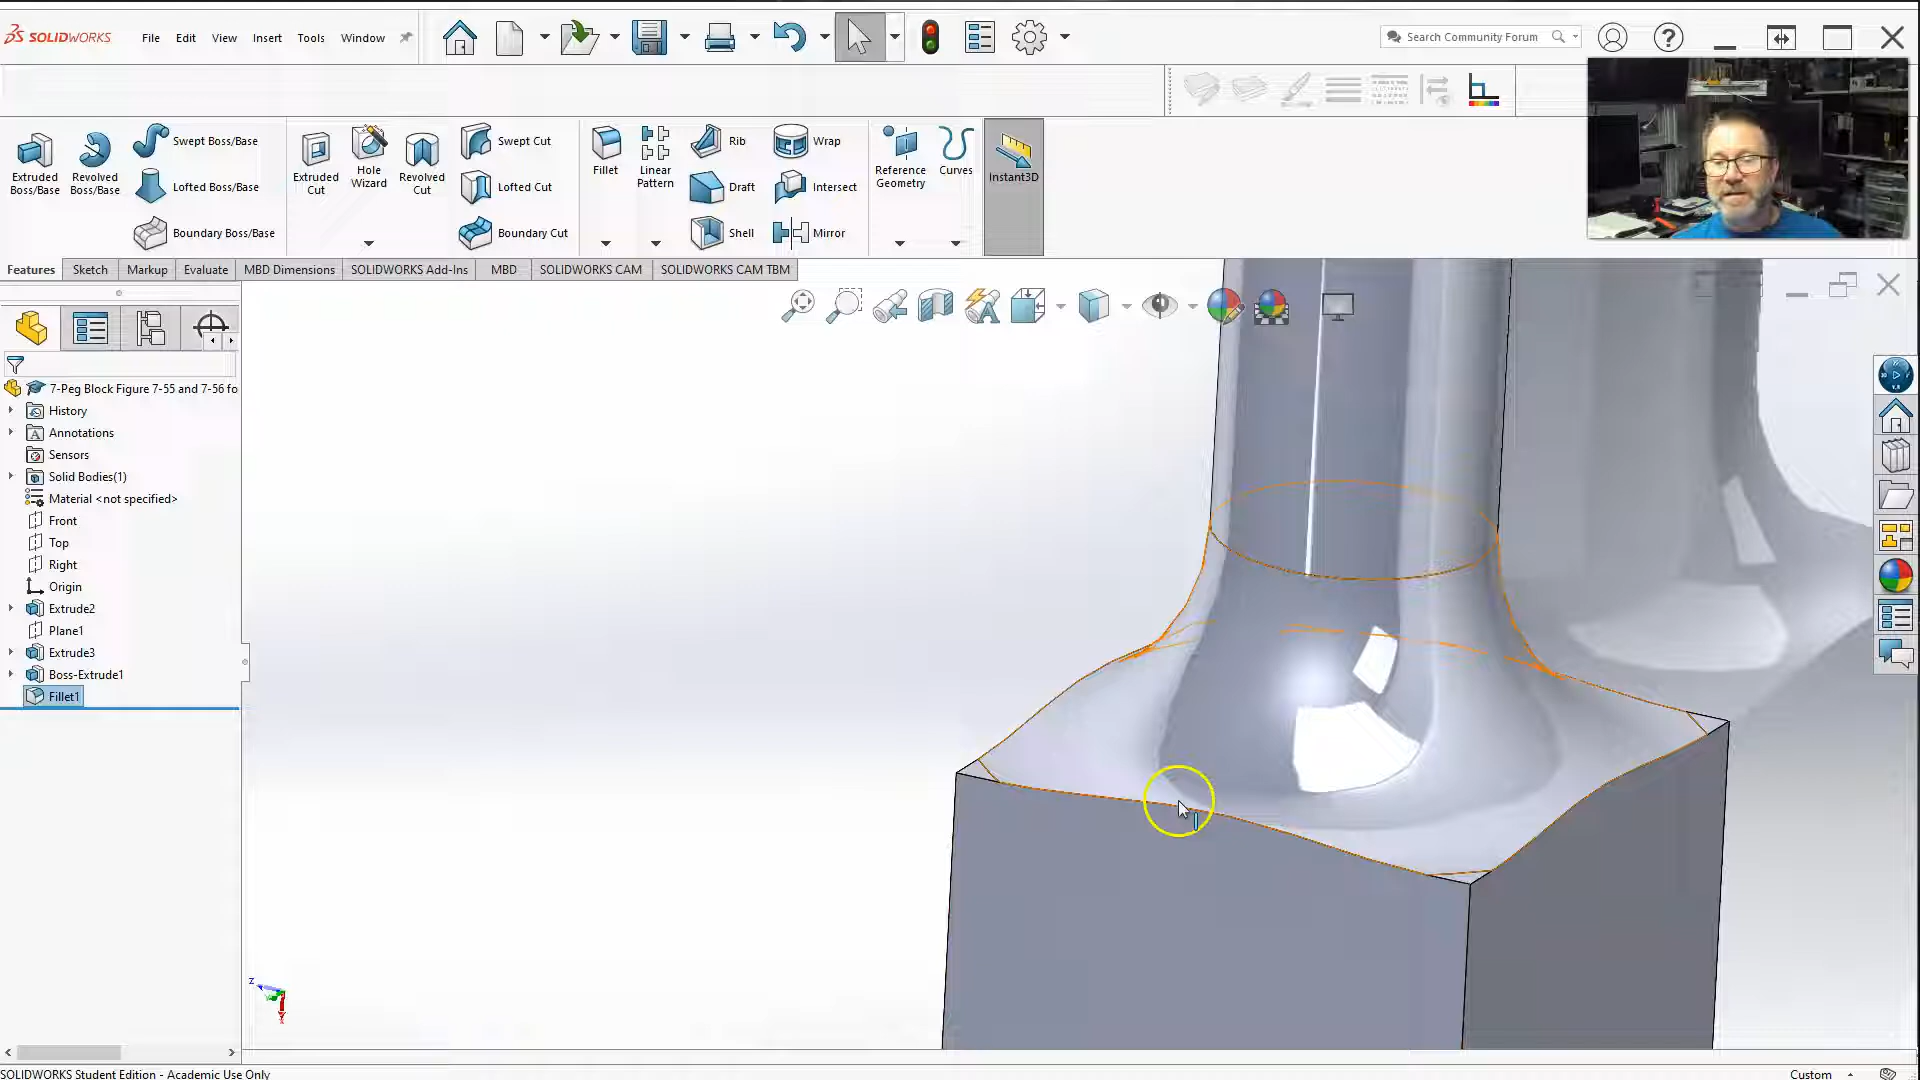 SOLIDWORKS File Edit View Insert Tools Window Search Community Forum
Extruded Boss/Base
Revolved Boss/Base
Swept Boss/Base
Lofted Boss/Base
Boundary Boss/Base
Extruded Cut
Hole Wizard
Revolved Cut
Swept Cut
Lofted Cut
Boundary Cut
Fillet
Linear Pattern
Rib
Draft
Shell
Wrap
Intersect
Mirror
Reference Geometry
Curves
Instant3D
Features Sketch Markup Evaluate MBD Dimensions SOLIDWORKS Add-Ins MBD SOLIDWORKS CAM SOLIDWORKS CAM TBM
7-Peg Block Figure 7-55 and 7-56 fo
History
Annotations
Sensors
Solid Bodies(1)
Material <not specified>
Front
Top
Right
Origin
Extrude2
Plane1
Extrude3
Boss-Extrude1
Fillet1
SOLIDWORKS Student Edition - Academic Use Only
Custom